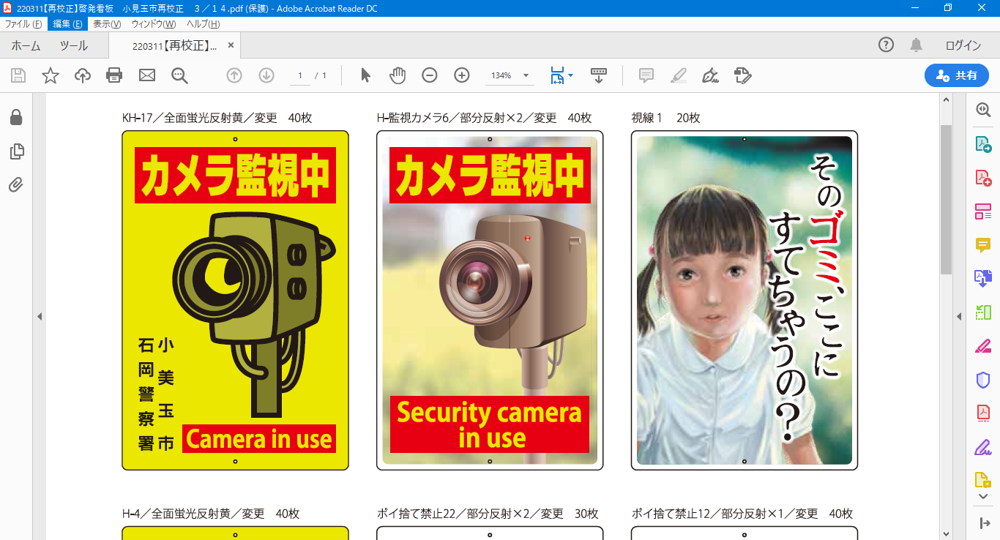 220311【再校正】啓発看板　小見玉市再校正　３／１４.pdf (保護) - Adobe Acrobat Reader DC
ファイル (F) 編集 (E) 表示(V) ウィンドウ(W) ヘルプ(H)
ホーム ツール 220311【再校正】... × ログイン
1 / 1 134% 共有
KH-17／全面蛍光反射黄／変更　40枚
カメラ監視中
小美玉市
石岡警察署
Camera in use
H-監視カメラ6／部分反射×2／変更　40枚
カメラ監視中
Security camera
in use
視線１　20枚
そのゴミ、ここに
すてちゃうの?
H-4／全面蛍光反射黄／変更　40枚
ポイ捨て禁止22／部分反射×2／変更　30枚
ポイ捨て禁止12／部分反射×1／変更　40枚